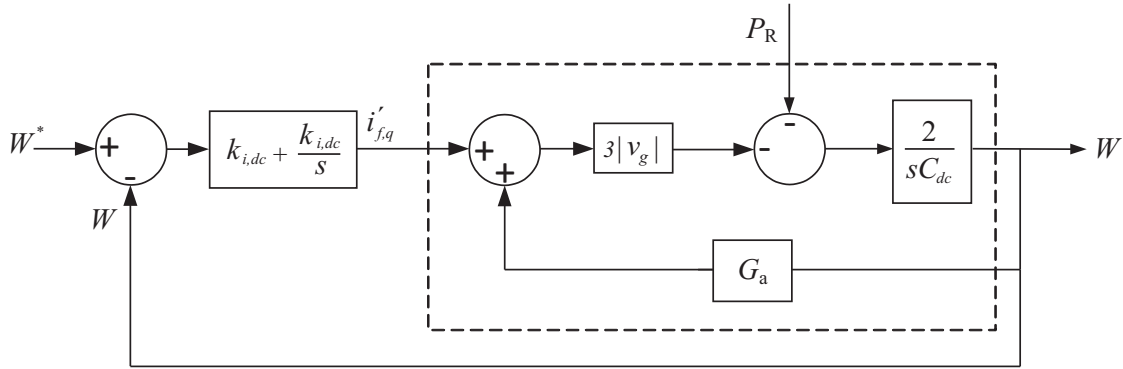 P_R
W*
+
-
k_{i,dc} + \frac{k_{i,dc}}{s}
i'_{f,q}
+
+
3|v_g|
-
-
\frac{2}{sC_{dc}}
W
W
G_a